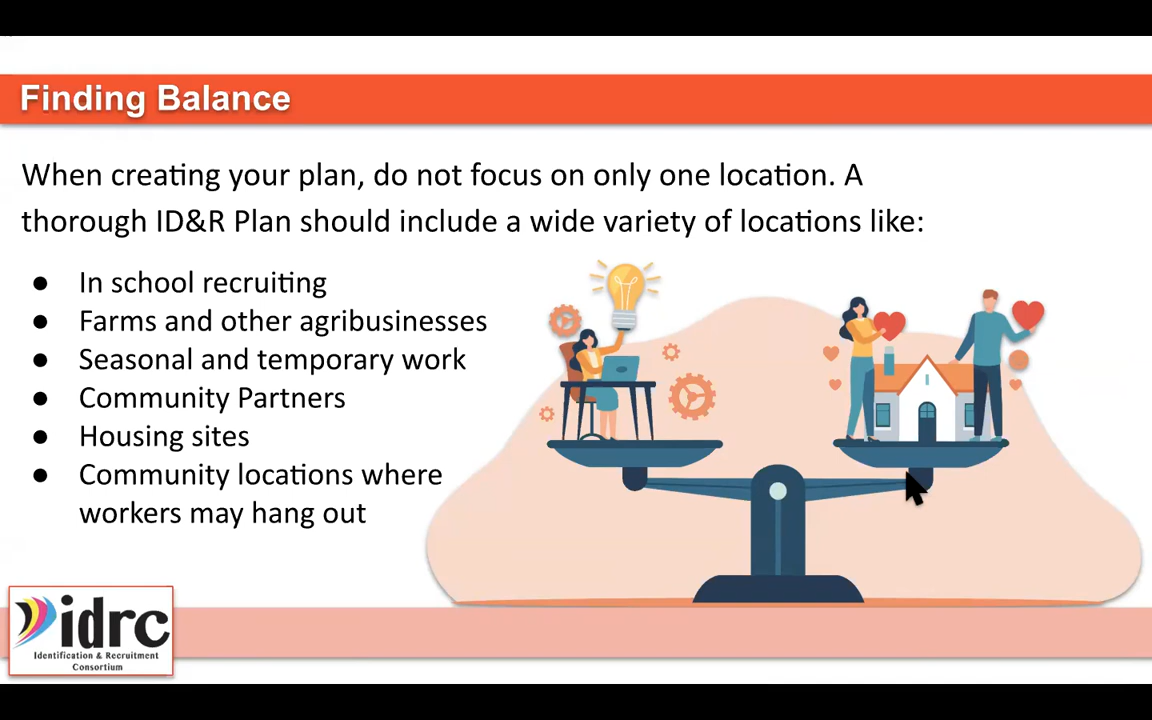 Finding Balance
When creating your plan, do not focus on only one location. A
thorough ID&R Plan should include a wide variety of locations like:
● In school recruiting
● Farms and other agribusinesses
● Seasonal and temporary work
● Community Partners
● Housing sites
● Community locations where
workers may hang out
idrc
Identification & Recruitment
Consortium